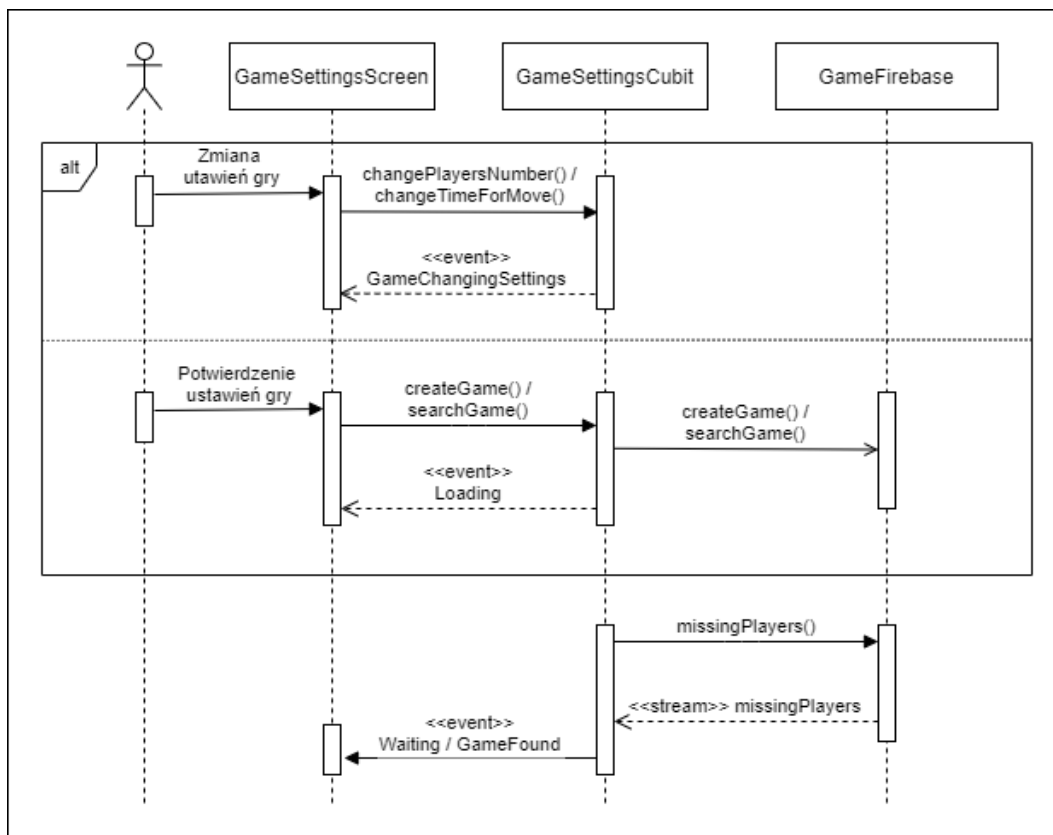 GameSettingsScreen
GameSettingsCubit
GameFirebase
alt
Zmiana
utawień gry
changePlayersNumber() /
changeTimeForMove()
<<event>>
GameChangingSettings
Potwierdzenie
ustawień gry
createGame() /
searchGame()
createGame() /
searchGame()
<<event>>
Loading
missingPlayers()
<<stream>> missingPlayers
<<event>>
Waiting / GameFound